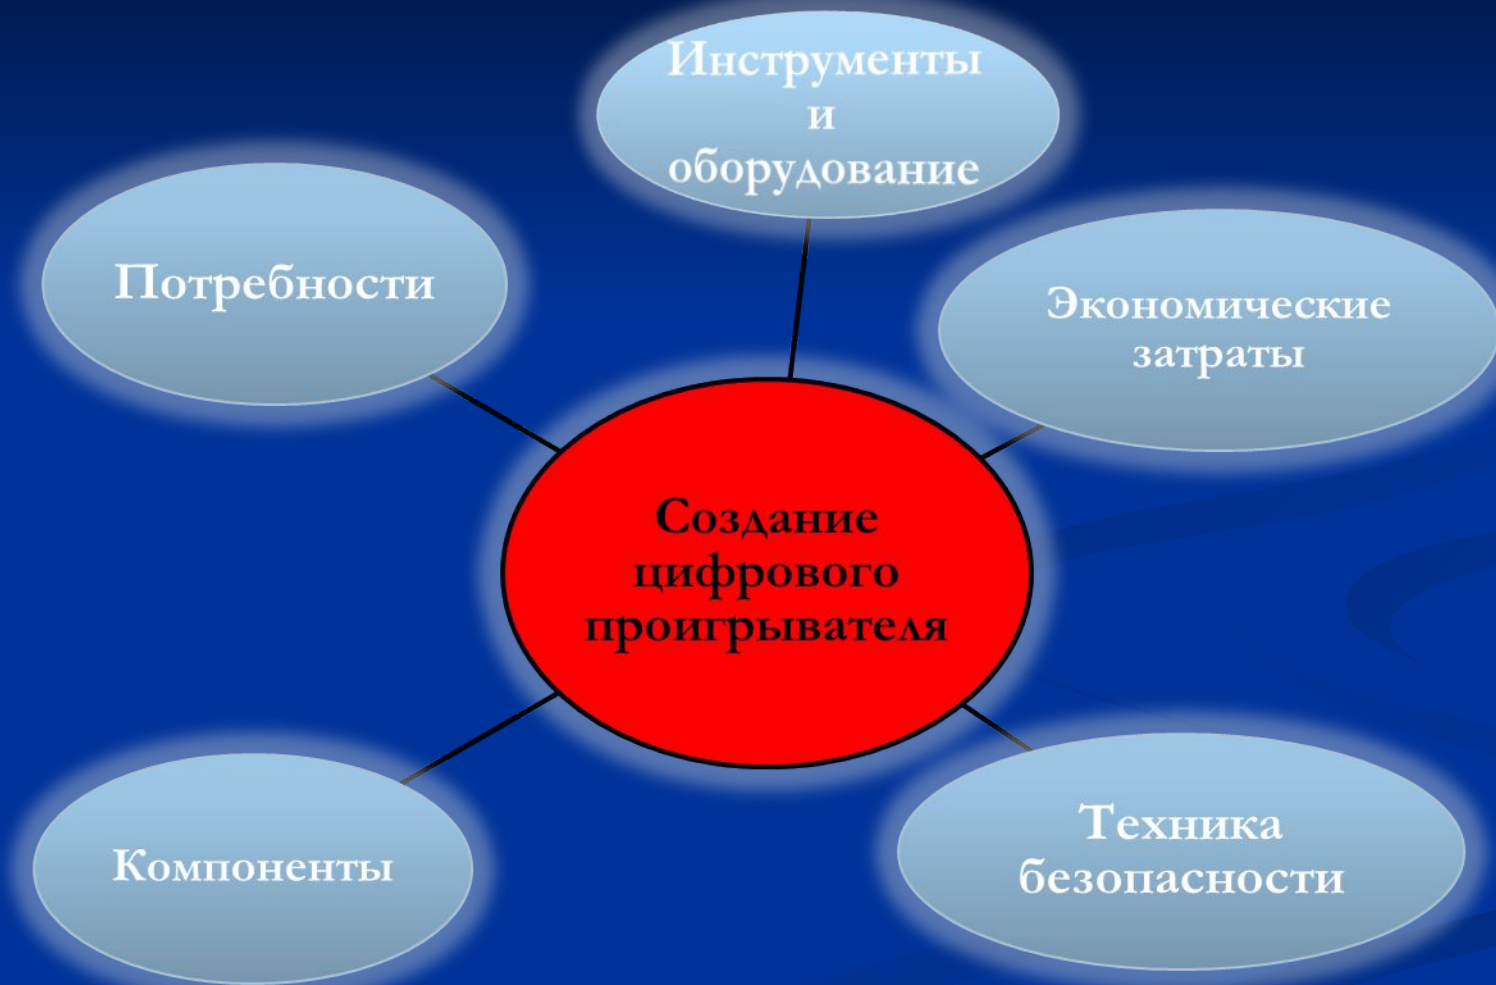 Инструменты
и
оборудование
Потребности
Экономические
затраты
Создание
цифрового
проигрывателя
Компоненты
Техника
безопасности